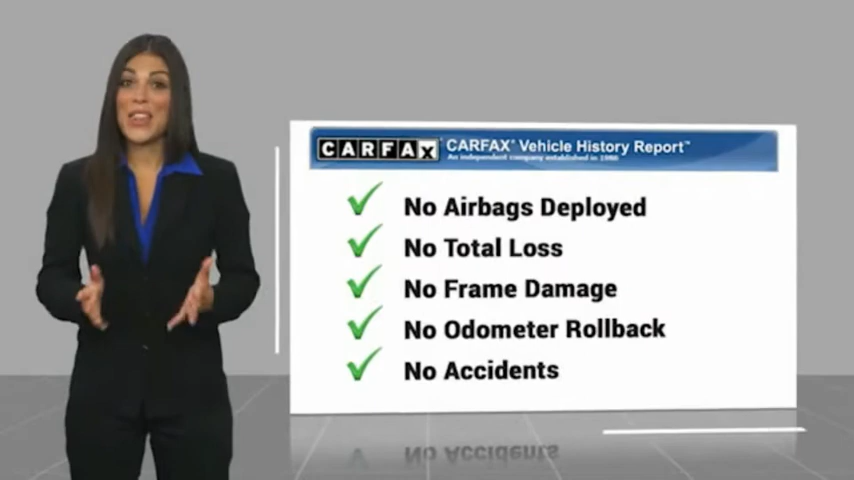 CARFAX CARFAX® Vehicle History Report™
An independent company established in 1986
No Airbags Deployed
No Total Loss
No Frame Damage
No Odometer Rollback
No Accidents
No Accidents